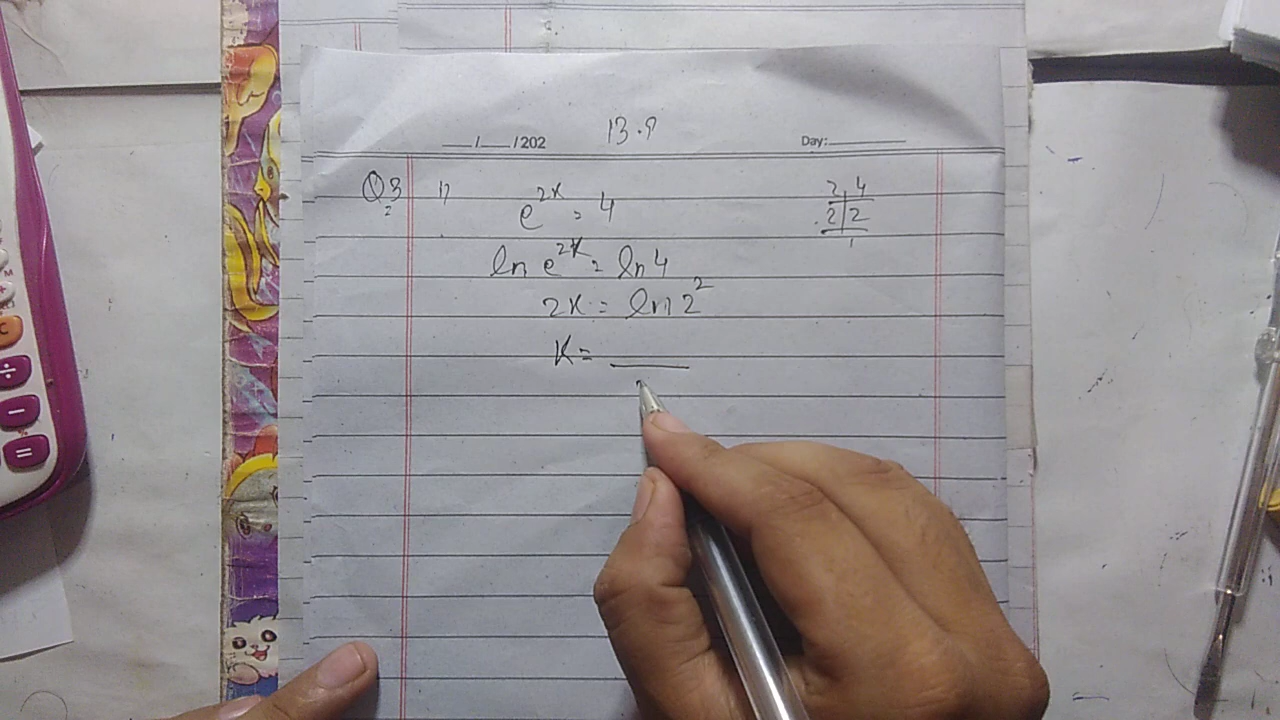 13.9
__/__/202 Day:
Q3 1) e^2x = 4
ln e^2x = ln 4
2x = ln 2^2
x =
2 4
2 2
1
M
C
÷
−
%
=